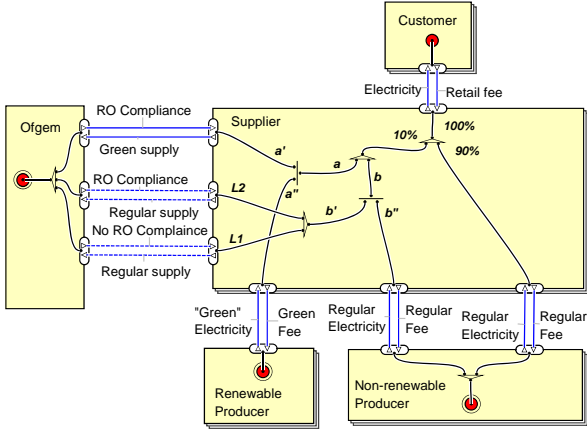 Customer
Electricity
Retail fee
RO Compliance
Ofgem
Supplier
100%
10%
90%
Green supply
a'
a
RO Compliance
a"
b
L2
Regular supply
b'
b"
No RO Complaince
L1
Regular supply
"Green"
Electricity
Green
Fee
Regular
Electricity
Regular
Fee
Regular
Electricity
Regular
Fee
Renewable
Producer
Non-renewable
Producer